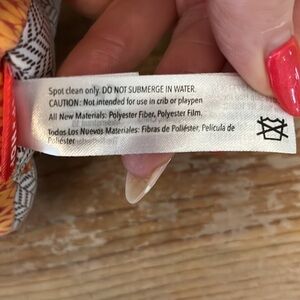 Spot clean only. DO NOT SUBMERGE IN WATER.
CAUTION: Not intended for use in crib or playpen
All New Materials: Polyester Fiber, Polyester Film.
Todos Los Nuevos Materiales: Fibras de Poliéster, Película de
Poliéster